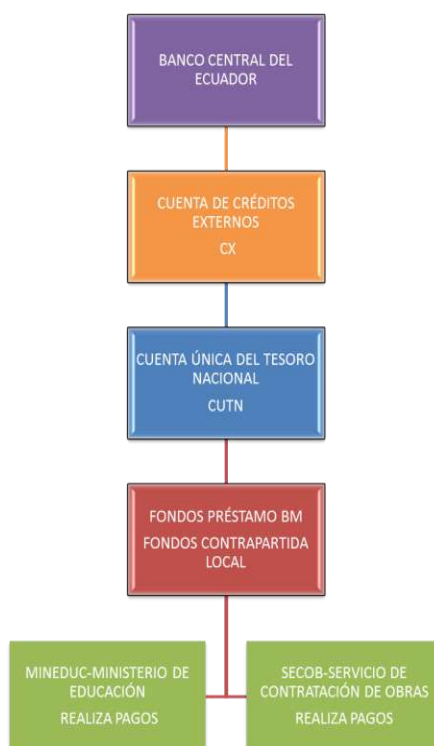 BANCO CENTRAL DEL
ECUADOR
CUENTA DE CRÉDITOS
EXTERNOS
CX
CUENTA ÚNICA DEL TESORO
NACIONAL
CUTN
FONDOS PRÉSTAMO BM
FONDOS CONTRAPARTIDA
LOCAL
MINEDUC-MINISTERIO DE
EDUCACIÓN
REALIZA PAGOS
SECOB-SERVICIO DE
CONTRATACIÓN DE OBRAS
REALIZA PAGOS